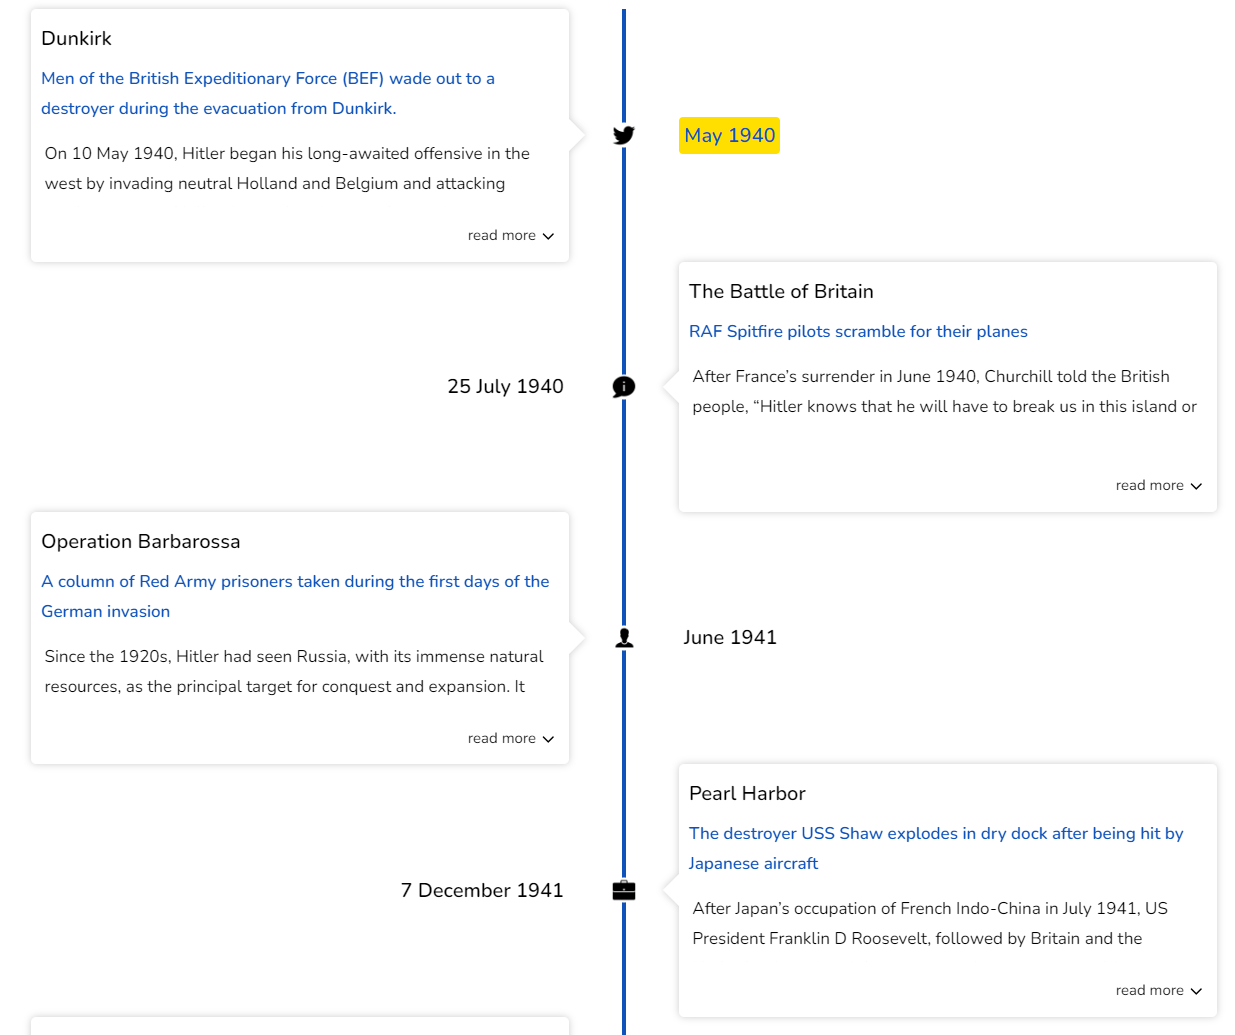 Dunkirk
Men of the British Expeditionary Force (BEF) wade out to a
destroyer during the evacuation from Dunkirk.
On 10 May 1940, Hitler began his long-awaited offensive in the
west by invading neutral Holland and Belgium and attacking
read more
May 1940
The Battle of Britain
RAF Spitfire pilots scramble for their planes
After France’s surrender in June 1940, Churchill told the British
people, “Hitler knows that he will have to break us in this island or
read more
25 July 1940
Operation Barbarossa
A column of Red Army prisoners taken during the first days of the
German invasion
Since the 1920s, Hitler had seen Russia, with its immense natural
resources, as the principal target for conquest and expansion. It
read more
June 1941
Pearl Harbor
The destroyer USS Shaw explodes in dry dock after being hit by
Japanese aircraft
After Japan’s occupation of French Indo-China in July 1941, US
President Franklin D Roosevelt, followed by Britain and the
read more
7 December 1941